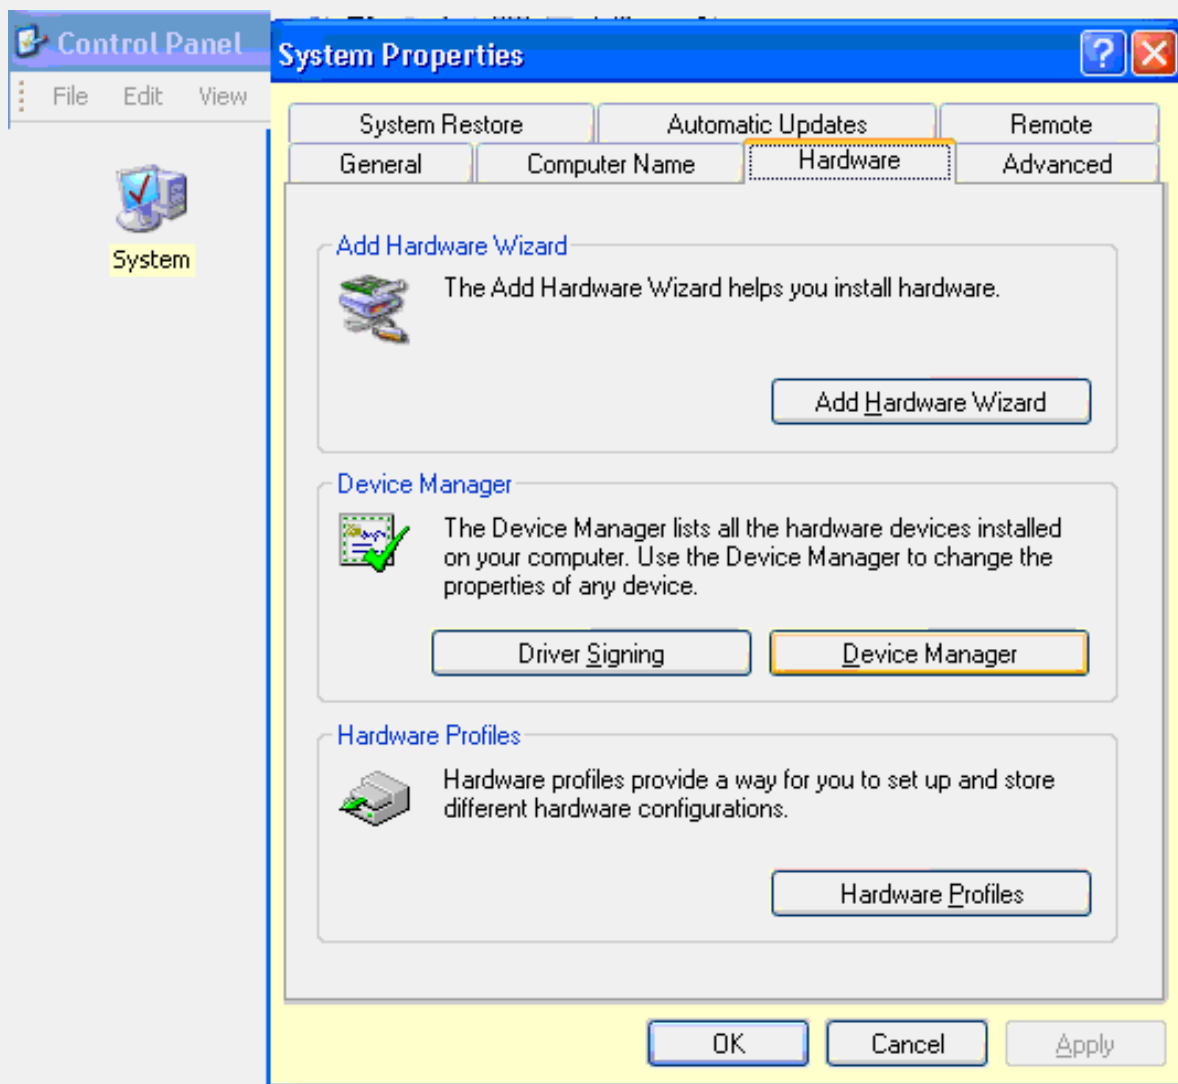 Control Panel
File Edit View
System
System Properties
System Restore Automatic Updates Remote
General Computer Name Hardware Advanced
Add Hardware Wizard
The Add Hardware Wizard helps you install hardware.
Add Hardware Wizard
Device Manager
The Device Manager lists all the hardware devices installed
on your computer. Use the Device Manager to change the
properties of any device.
Driver Signing Device Manager
Hardware Profiles
Hardware profiles provide a way for you to set up and store
different hardware configurations.
Hardware Profiles
OK Cancel Apply